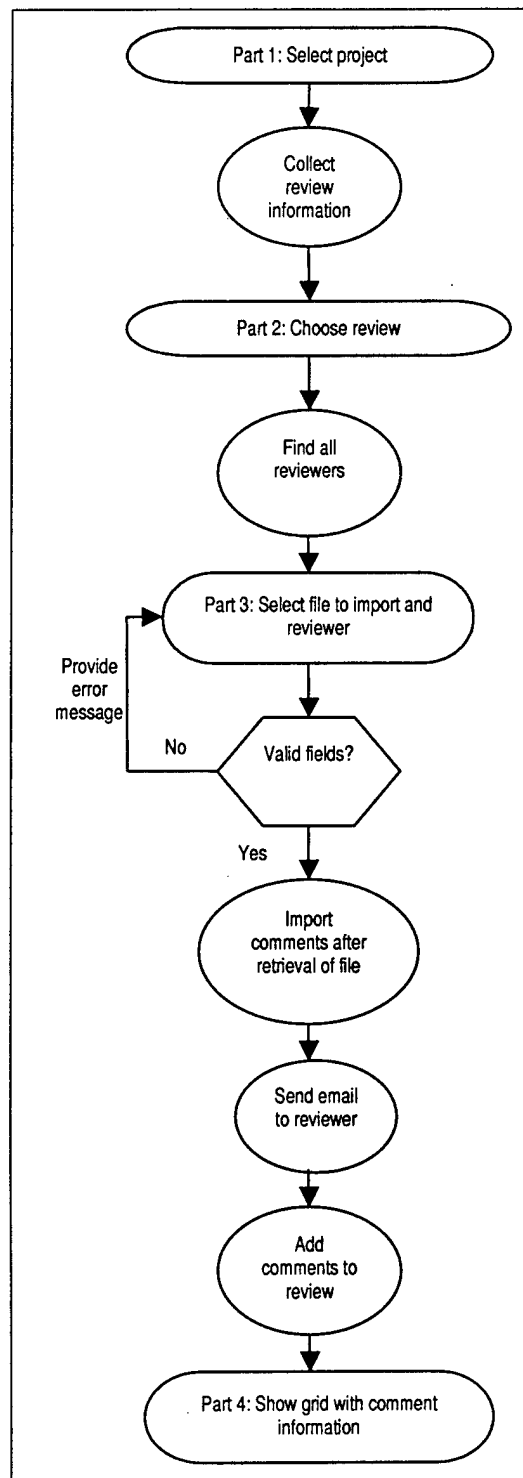 Part 1: Select project
Collect
review
information
Part 2: Choose review
Find all
reviewers
Part 3: Select file to import and
reviewer
Provide
error
message
No
Valid fields?
Yes
Import
comments after
retrieval of file
Send email
to reviewer
Add
comments to
review
Part 4: Show grid with comment
information